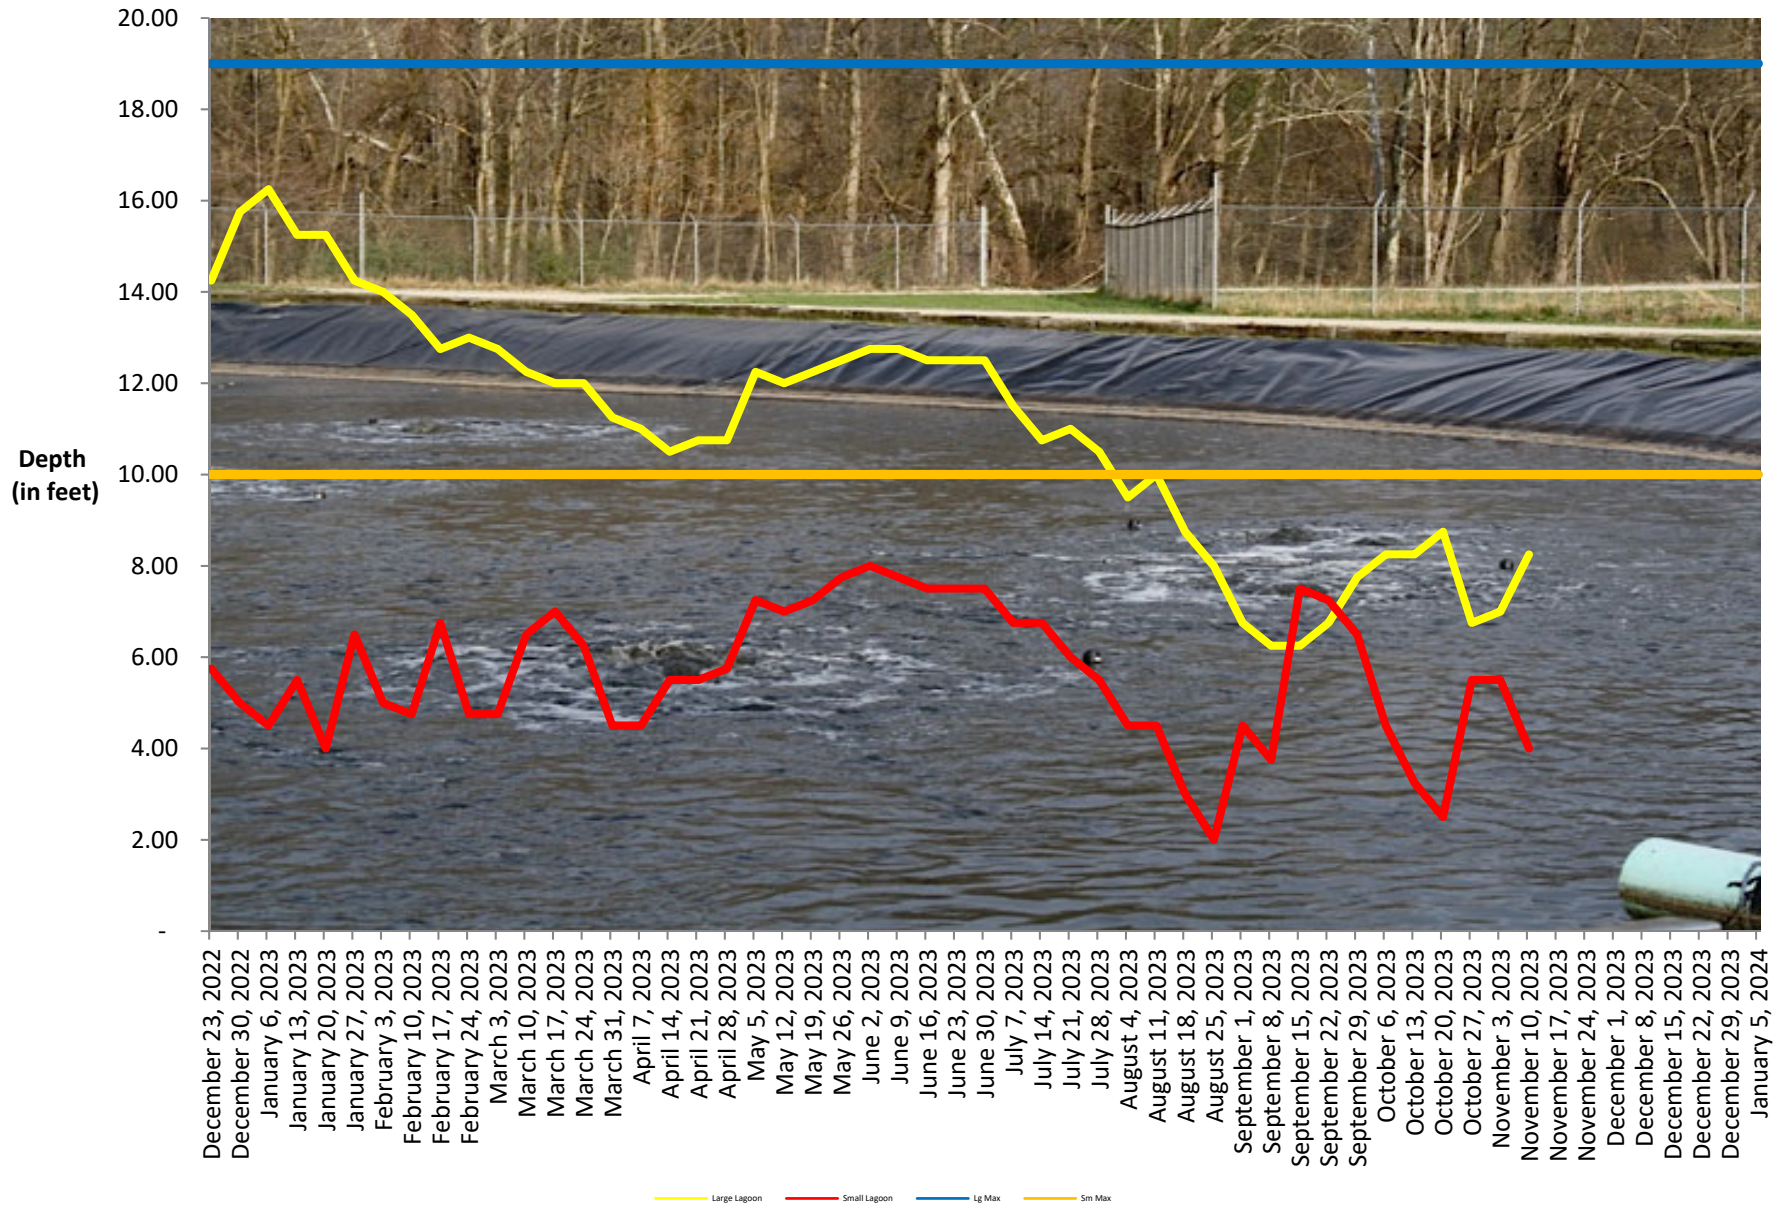 20.00
18.00
16.00
14.00
12.00
10.00
8.00
6.00
4.00
2.00
-
Depth
(in feet)
December 23, 2022
December 30, 2022
January 6, 2023
January 13, 2023
January 20, 2023
January 27, 2023
February 3, 2023
February 10, 2023
February 17, 2023
February 24, 2023
March 3, 2023
March 10, 2023
March 17, 2023
March 24, 2023
March 31, 2023
April 7, 2023
April 14, 2023
April 21, 2023
April 28, 2023
May 5, 2023
May 12, 2023
May 19, 2023
May 26, 2023
June 2, 2023
June 9, 2023
June 16, 2023
June 23, 2023
June 30, 2023
July 7, 2023
July 14, 2023
July 21, 2023
July 28, 2023
August 4, 2023
August 11, 2023
August 18, 2023
August 25, 2023
September 1, 2023
September 8, 2023
September 15, 2023
September 22, 2023
September 29, 2023
October 6, 2023
October 13, 2023
October 20, 2023
October 27, 2023
November 3, 2023
November 10, 2023
November 17, 2023
November 24, 2023
December 1, 2023
December 8, 2023
December 15, 2023
December 22, 2023
December 29, 2023
January 5, 2024
Large Lagoon
Small Lagoon
Lg Max
Sm Max